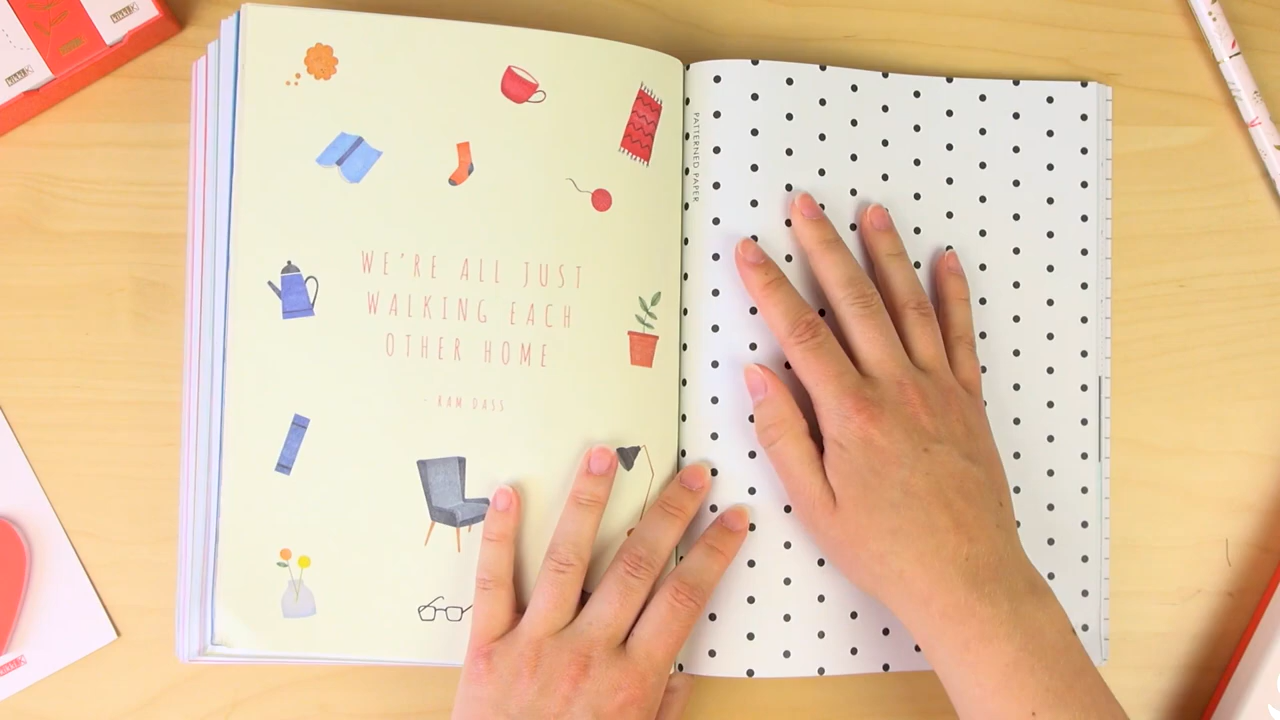 WE'RE ALL JUST
WALKING EACH
OTHER HOME
- RAM DASS
PATTERNED PAPER